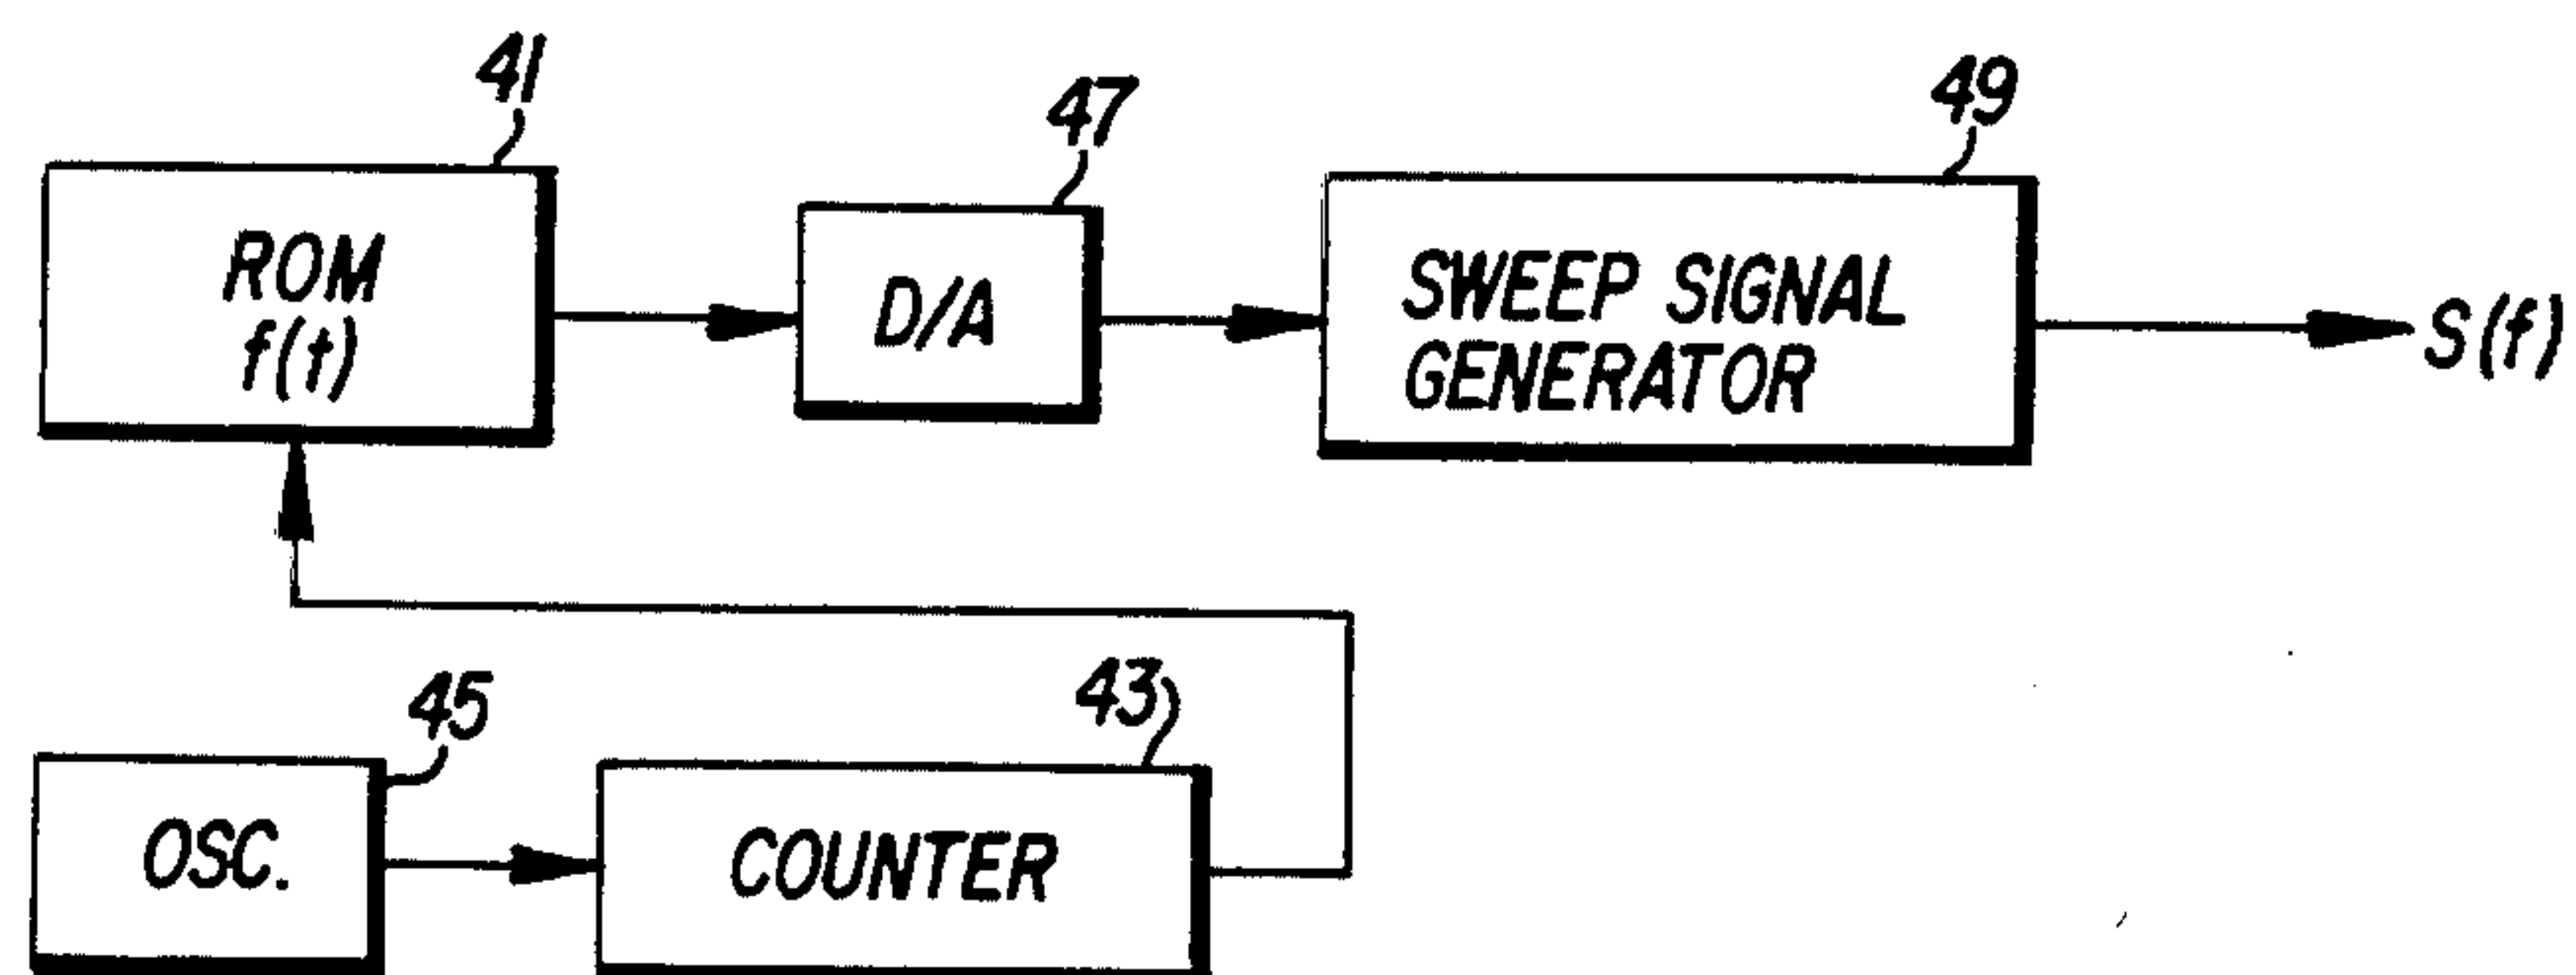 41
47
49
ROM
f(t)
D/A
SWEEP SIGNAL
GENERATOR
S(f)
45
43
OSC.
COUNTER